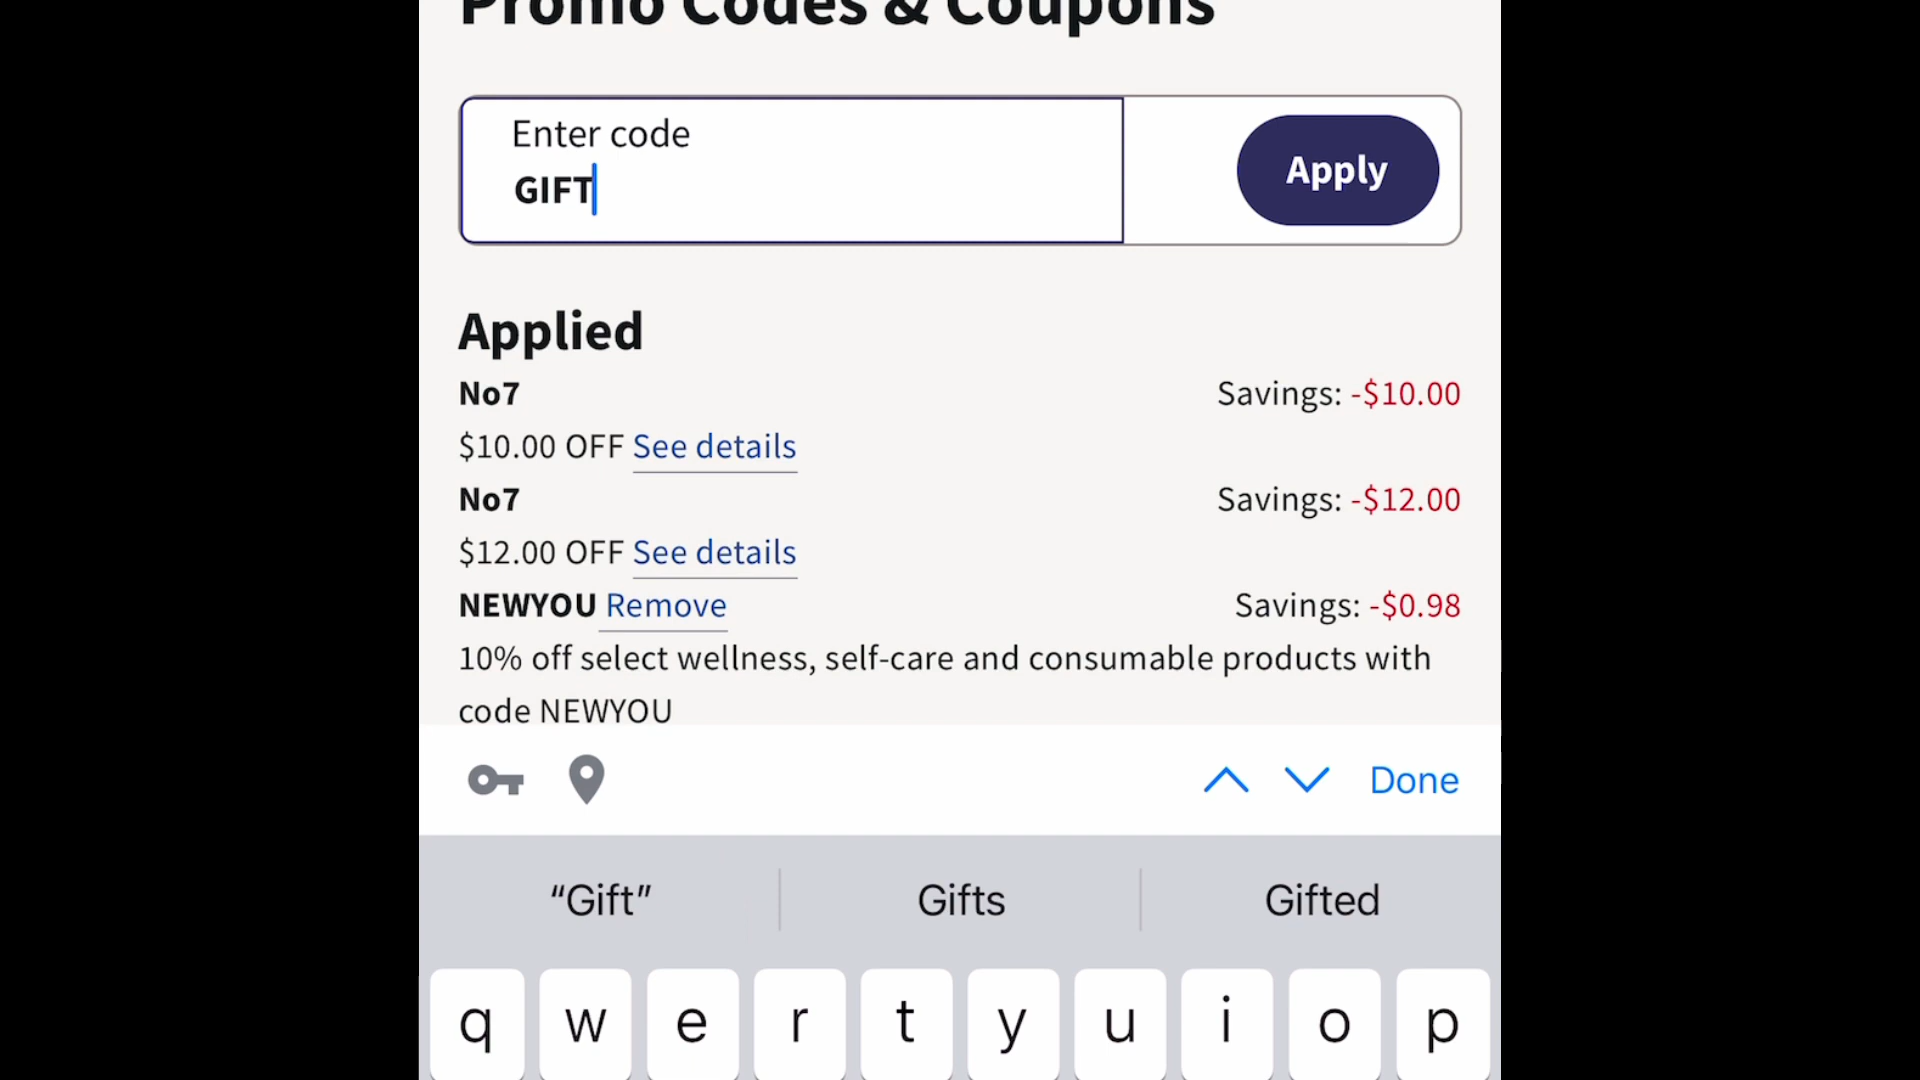 Promo Codes & Coupons
Enter code
GIFT
Apply
Applied
No7
Savings: -$10.00
$10.00 OFF See details
No7
Savings: -$12.00
$12.00 OFF See details
NEWYOU Remove
Savings: -$0.98
10% off select wellness, self-care and consumable products with
code NEWYOU
Done
“Gift”
Gifts
Gifted
q w e r t y u i o p